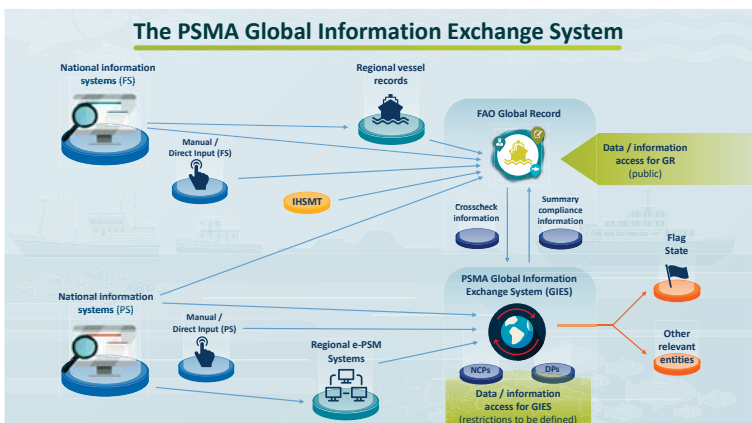 The PSMA Global Information Exchange System
National information
systems (FS)
Regional vessel
records
FAO Global Record
Manual /
Direct Input (FS)
Data / information
access for GR
(public)
IHSMT
Crosscheck
information
Summary
compliance
information
Flag
State
PSMA Global Information
Exchange System (GIES)
National information
systems (PS)
Manual /
Direct Input (PS)
Regional e-PSM
Systems
Other
relevant
entities
NCPs
DPs
Data / information
access for GIES
(restrictions to be defined)